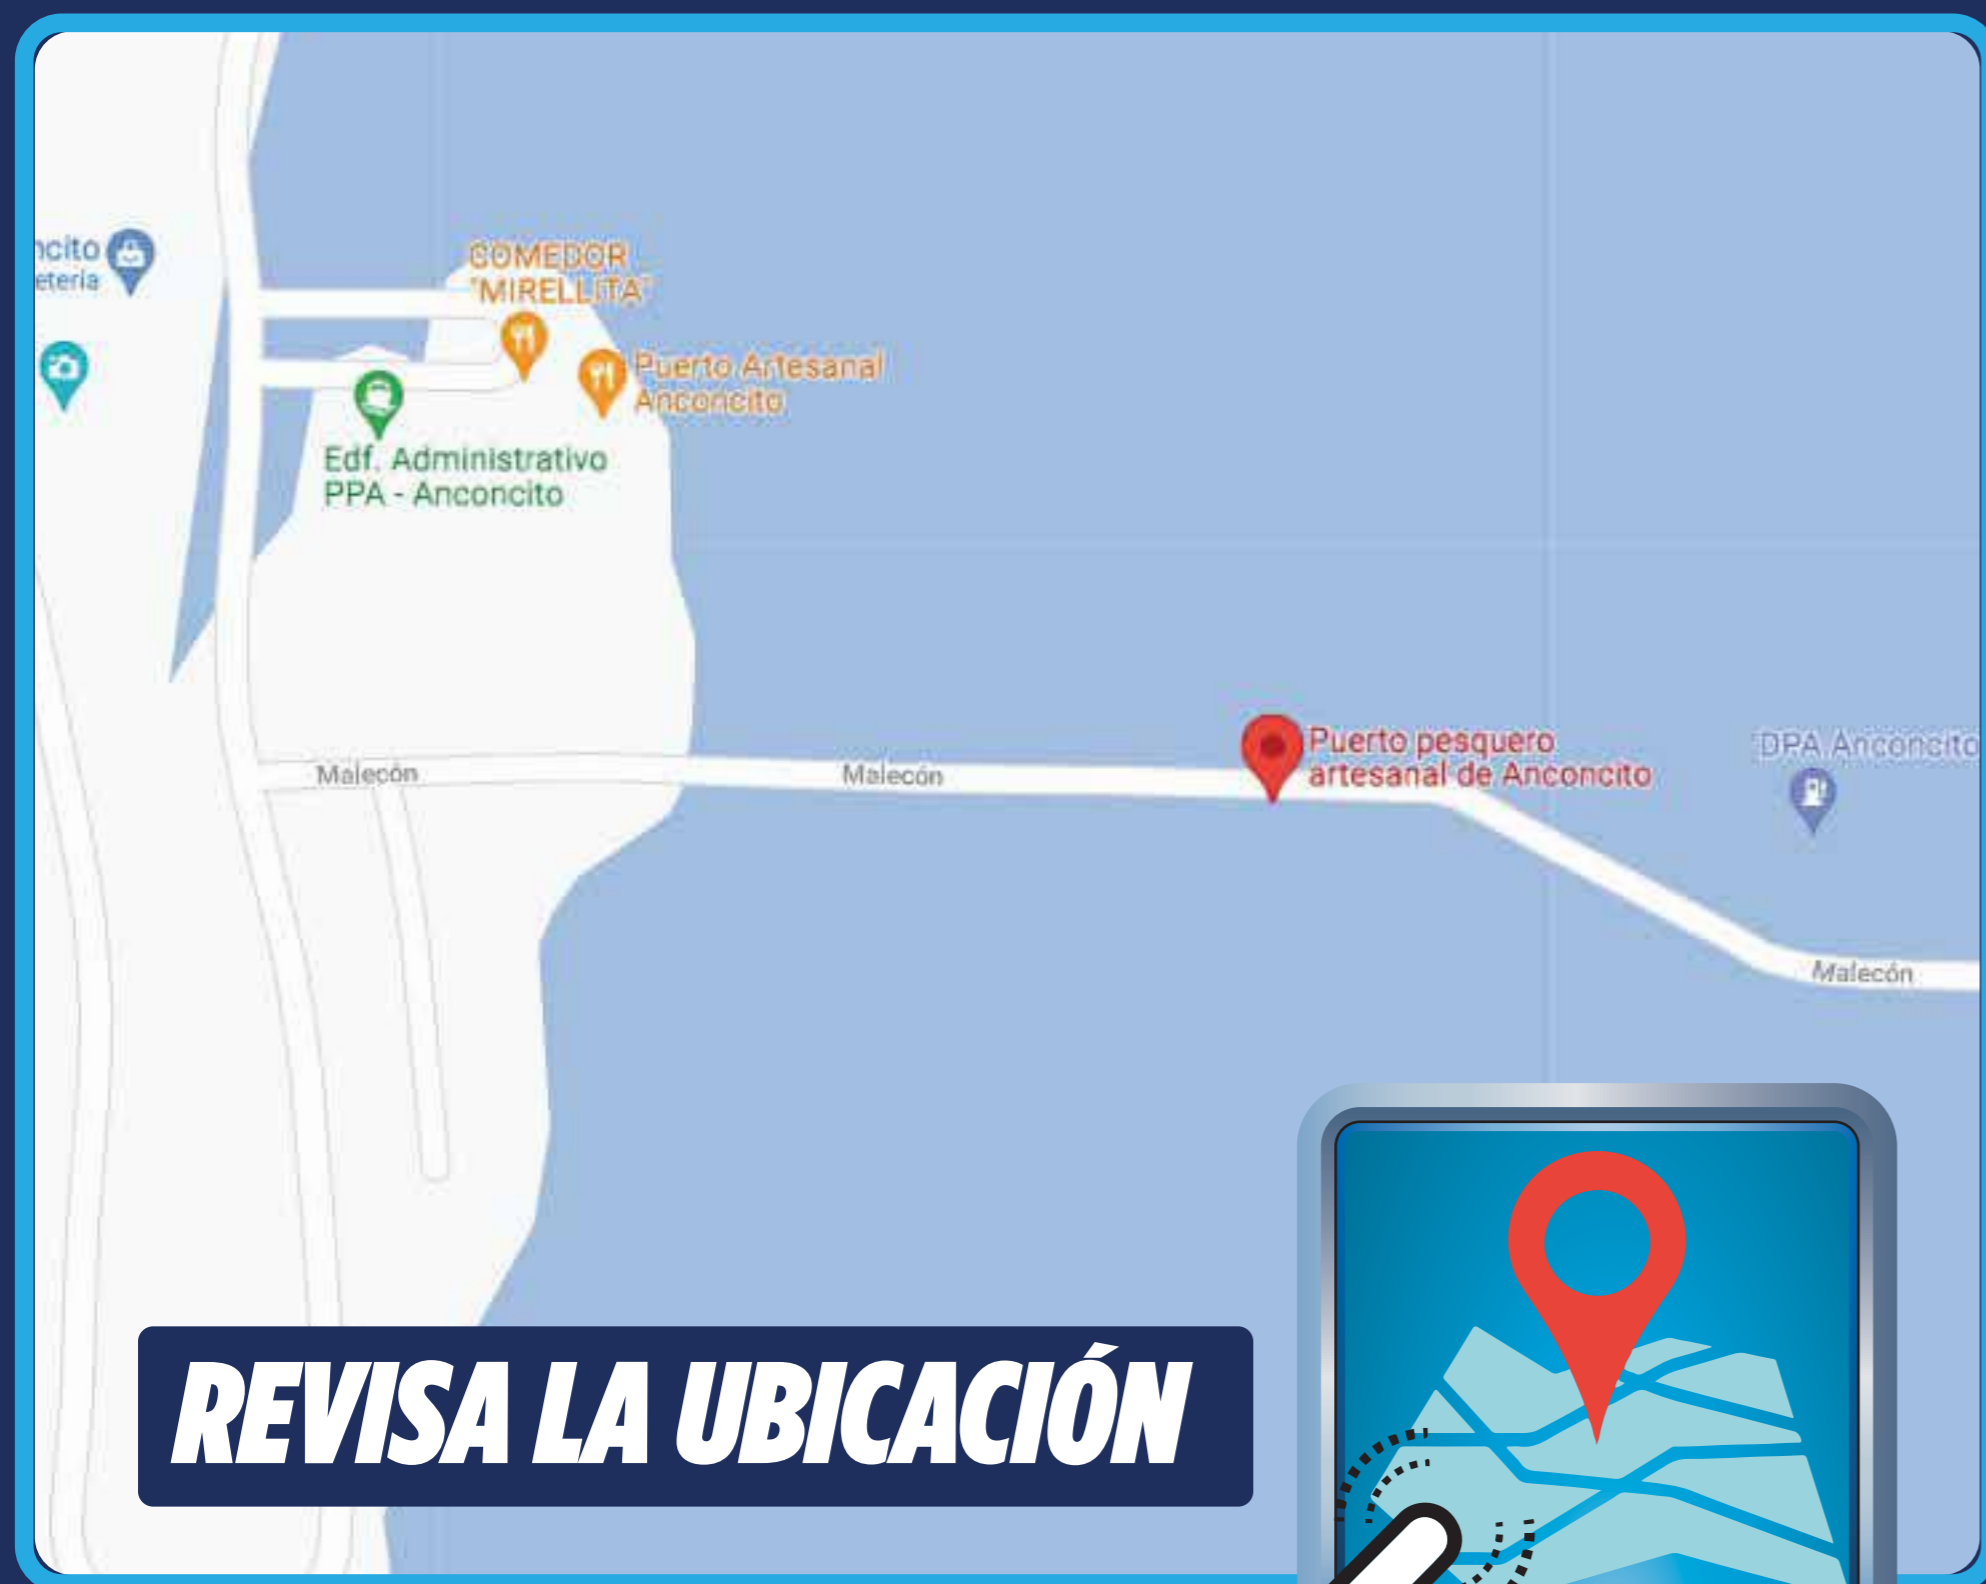 ncito
etería
COMEDOR
"MIRELLITA"
Puerto Artesanal
Anconcito
Edf. Administrativo
PPA - Anconcito
Puerto pesquero
artesanal de Anconcito
DPA Anconcito
Malecón
Malecón
Malecón
REVISA LA UBICACIÓN